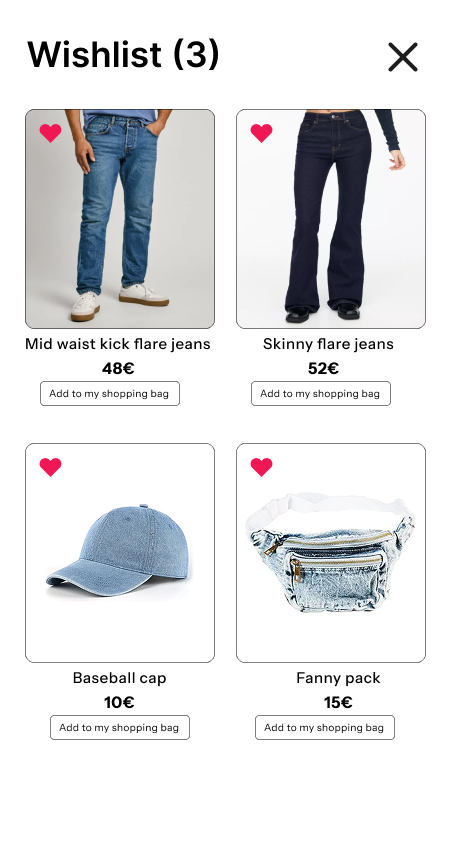 Wishlist (3)
Mid waist kick flare jeans
48€
Add to my shopping bag
Skinny flare jeans
52€
Add to my shopping bag
Baseball cap
10€
Add to my shopping bag
Fanny pack
15€
Add to my shopping bag